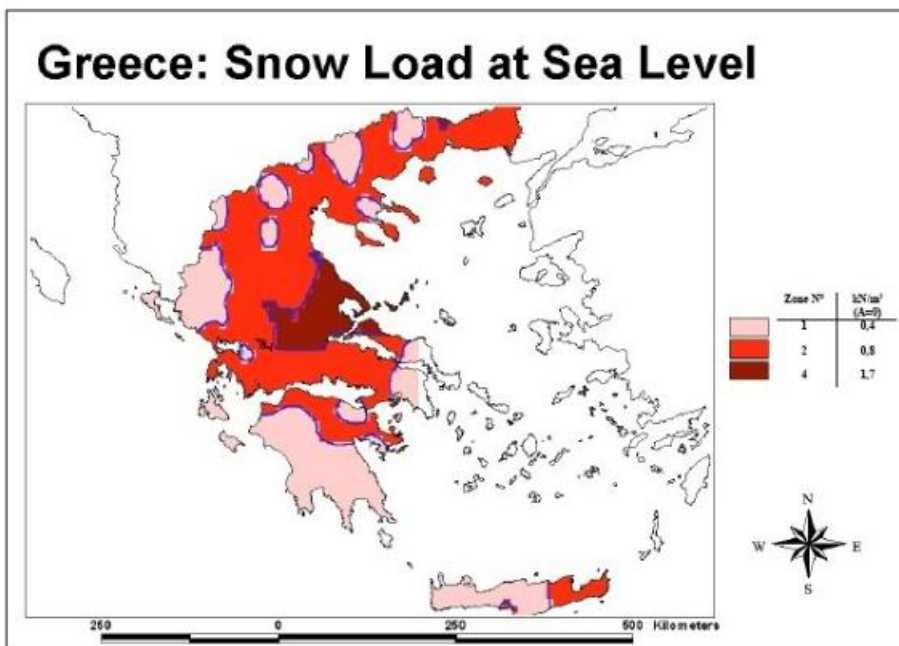 Greece: Snow Load at Sea Level
Zone N° kN/m²
(A=0)
1 0,4
2 0,8
4 1,7
N
W E
S
250 0 250 500 Kilometers